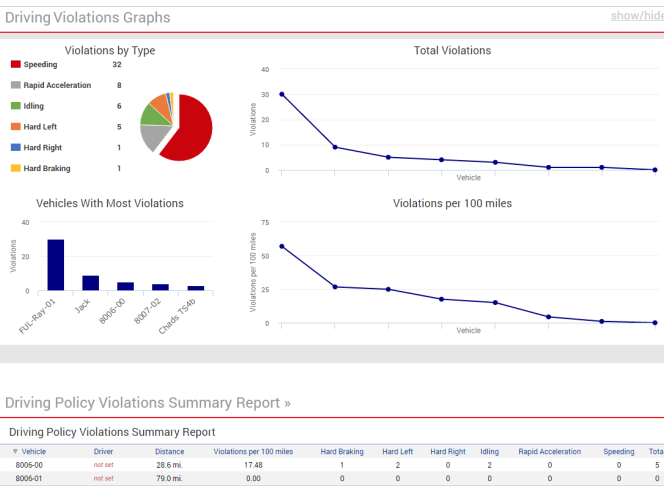 Driving Violations Graphs show/hide
Violations by Type
Speeding 32
Rapid Acceleration 8
Idling 6
Hard Left 5
Hard Right 1
Hard Braking 1
Total Violations
40
30
20
10
0
Violations
Vehicle
Vehicles With Most Violations
40
20
0
Violations
FUL-Ray-01
Jack
8006-00
8007-02
Chads TS4b
Violations per 100 miles
75
50
25
0
Violations per 100 miles
Vehicle
Driving Policy Violations Summary Report »
Driving Policy Violations Summary Report
▼ Vehicle Driver Distance Violations per 100 miles Hard Braking Hard Left Hard Right Idling Rapid Acceleration Speeding Tota
8006-00 not set 28.6 mi. 17.48 1 2 0 2 0 0 5
8006-01 not set 79.0 mi. 0.00 0 0 0 0 0 0 0